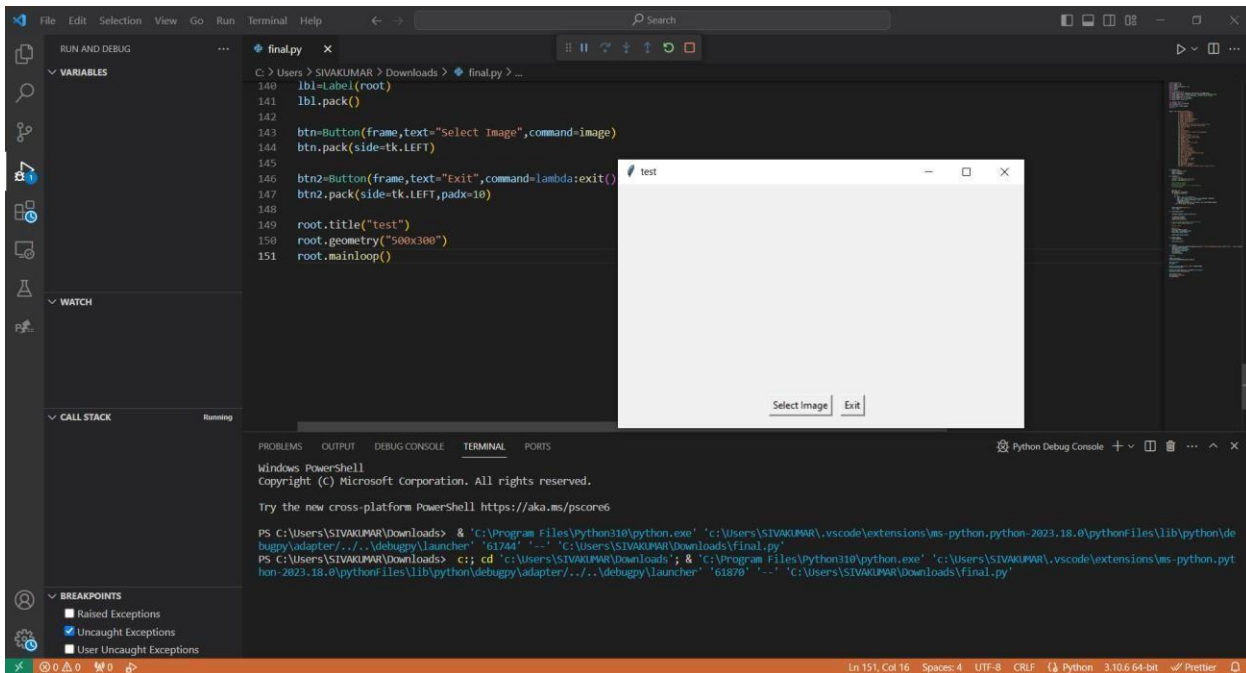 File Edit Selection View Go Run Terminal Help
Search
RUN AND DEBUG
final.py
VARIABLES
C: > Users > SIVAKUMAR > Downloads > final.py > ...
140 lbl=Label(root)
141 lbl.pack()
142
143 btn=Button(frame,text="Select Image",command=image)
144 btn.pack(side=tk.LEFT)
145
146 btn2=Button(frame,text="Exit",command=lambda:exit()
147 btn2.pack(side=tk.LEFT,padx=10)
148
149 root.title("test")
150 root.geometry("500x300")
151 root.mainloop()
test
Select Image Exit
1
WATCH
CALL STACK Running
PROBLEMS OUTPUT DEBUG CONSOLE TERMINAL PORTS
Python Debug Console
Windows PowerShell
Copyright (C) Microsoft Corporation. All rights reserved.
Try the new cross-platform PowerShell https://aka.ms/pscore6
PS C:\Users\SIVAKUMAR\Downloads> & 'C:\Program Files\Python310\python.exe' 'c:\Users\SIVAKUMAR\.vscode\extensions\ms-python.python-2023.18.0\pythonFiles\lib\python\de
bugpy\adapter/../..\debugpy\launcher' '61744' '--' 'C:\Users\SIVAKUMAR\Downloads\final.py'
PS C:\Users\SIVAKUMAR\Downloads> c:; cd 'c:\Users\SIVAKUMAR\Downloads'; & 'C:\Program Files\Python310\python.exe' 'c:\Users\SIVAKUMAR\.vscode\extensions\ms-python.pyt
hon-2023.18.0\pythonFiles\lib\python\debugpy\adapter/../..\debugpy\launcher' '61870' '--' 'C:\Users\SIVAKUMAR\Downloads\final.py'
BREAKPOINTS
Raised Exceptions
Uncaught Exceptions
User Uncaught Exceptions
0 0 0
Ln 151, Col 16 Spaces: 4 UTF-8 CRLF Python 3.10.6 64-bit Prettier